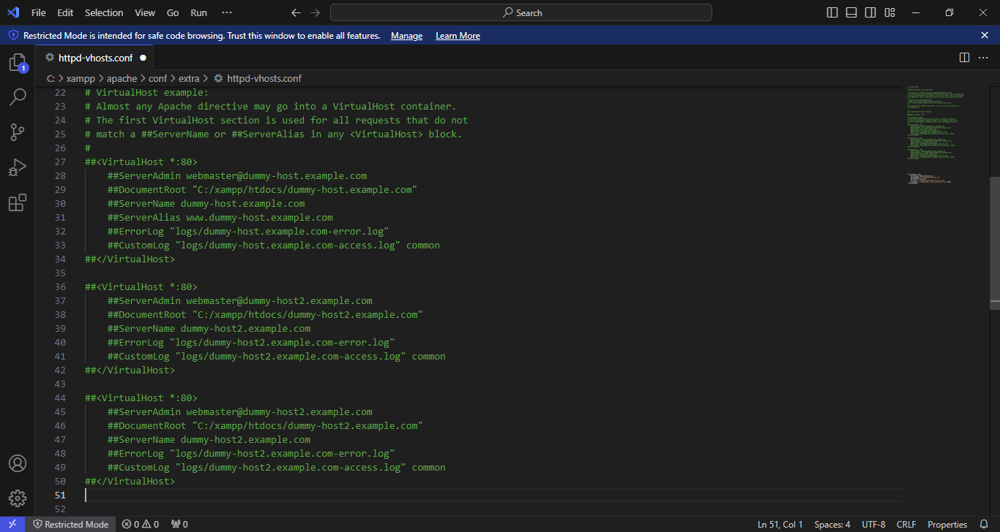 File Edit Selection View Go Run ··· Search
Restricted Mode is intended for safe code browsing. Trust this window to enable all features. Manage Learn More
httpd-vhosts.conf
C: > xampp > apache > conf > extra > httpd-vhosts.conf
1
22 # VirtualHost example:
23 # Almost any Apache directive may go into a VirtualHost container.
24 # The first VirtualHost section is used for all requests that do not
25 # match a ##ServerName or ##ServerAlias in any <VirtualHost> block.
26 #
27 ##<VirtualHost *:80>
28 ##ServerAdmin webmaster@dummy-host.example.com
29 ##DocumentRoot "C:/xampp/htdocs/dummy-host.example.com"
30 ##ServerName dummy-host.example.com
31 ##ServerAlias www.dummy-host.example.com
32 ##ErrorLog "logs/dummy-host.example.com-error.log"
33 ##CustomLog "logs/dummy-host.example.com-access.log" common
34 ##</VirtualHost>
35
36 ##<VirtualHost *:80>
37 ##ServerAdmin webmaster@dummy-host2.example.com
38 ##DocumentRoot "C:/xampp/htdocs/dummy-host2.example.com"
39 ##ServerName dummy-host2.example.com
40 ##ErrorLog "logs/dummy-host2.example.com-error.log"
41 ##CustomLog "logs/dummy-host2.example.com-access.log" common
42 ##</VirtualHost>
43
44 ##<VirtualHost *:80>
45 ##ServerAdmin webmaster@dummy-host2.example.com
46 ##DocumentRoot "C:/xampp/htdocs/dummy-host2.example.com"
47 ##ServerName dummy-host2.example.com
48 ##ErrorLog "logs/dummy-host2.example.com-error.log"
49 ##CustomLog "logs/dummy-host2.example.com-access.log" common
50 ##</VirtualHost>
51
52
Restricted Mode 0 0 0 Ln 51, Col 1 Spaces: 4 UTF-8 CRLF Properties